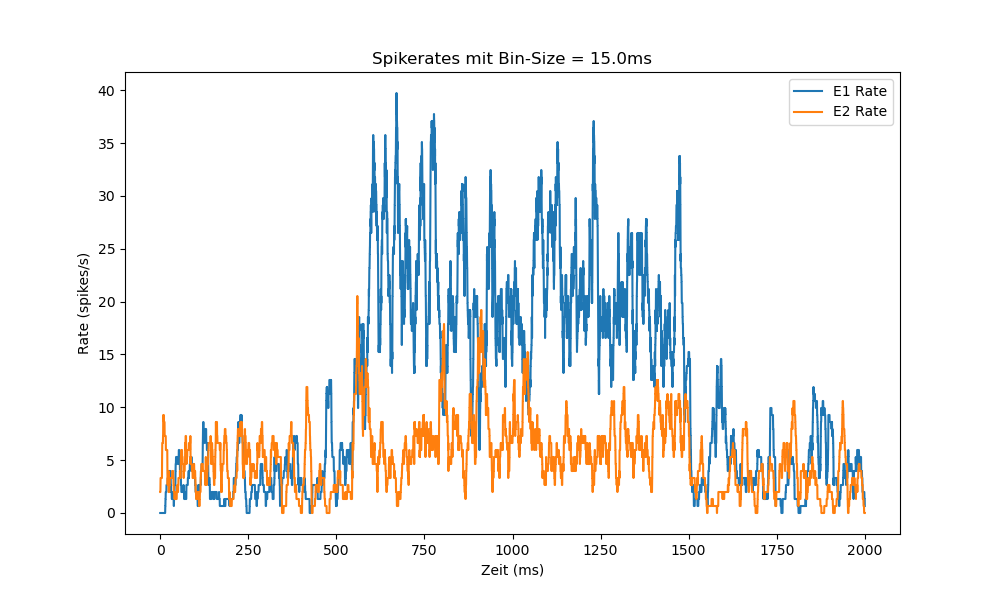 Spikerates mit Bin-Size = 15.0ms
E1 Rate
E2 Rate
Rate (spikes/s)
40
35
30
25
20
15
10
5
0
0 250 500 750 1000 1250 1500 1750 2000
Zeit (ms)